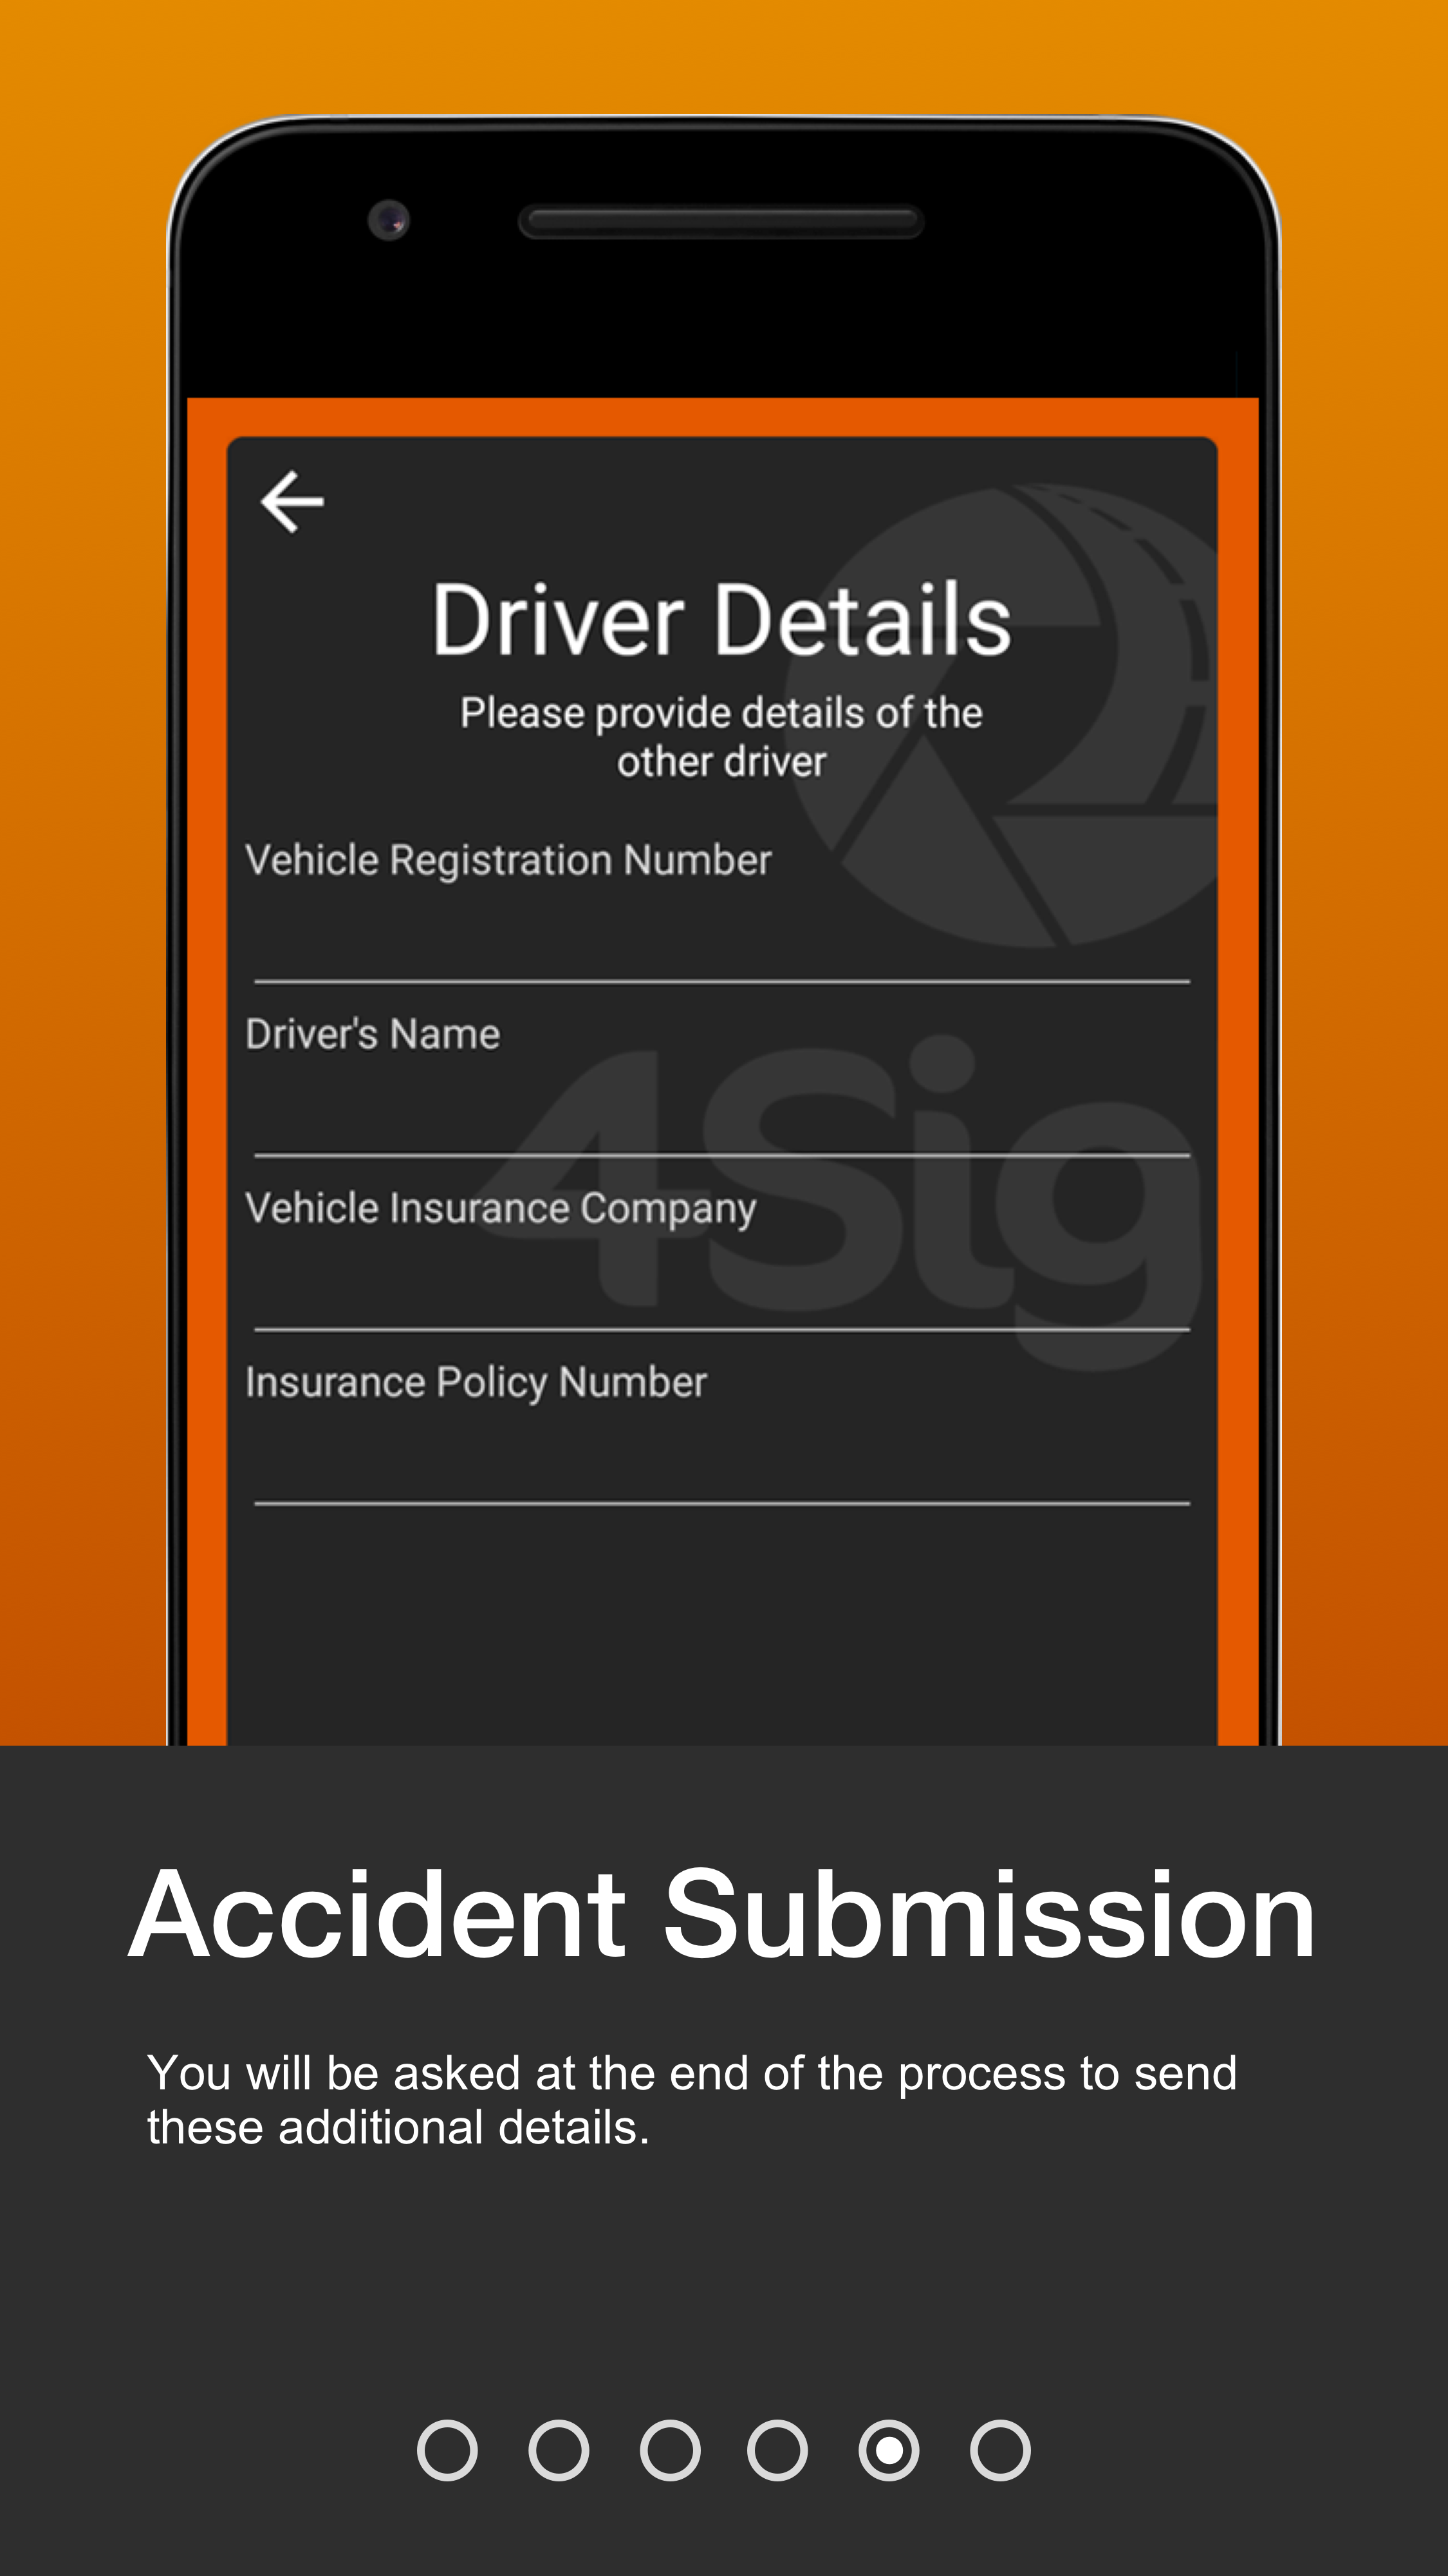 Driver Details
Please provide details of the
other driver
Vehicle Registration Number
Driver's Name
4Sig
Vehicle Insurance Company
Insurance Policy Number
Accident Submission
You will be asked at the end of the process to send
these additional details.